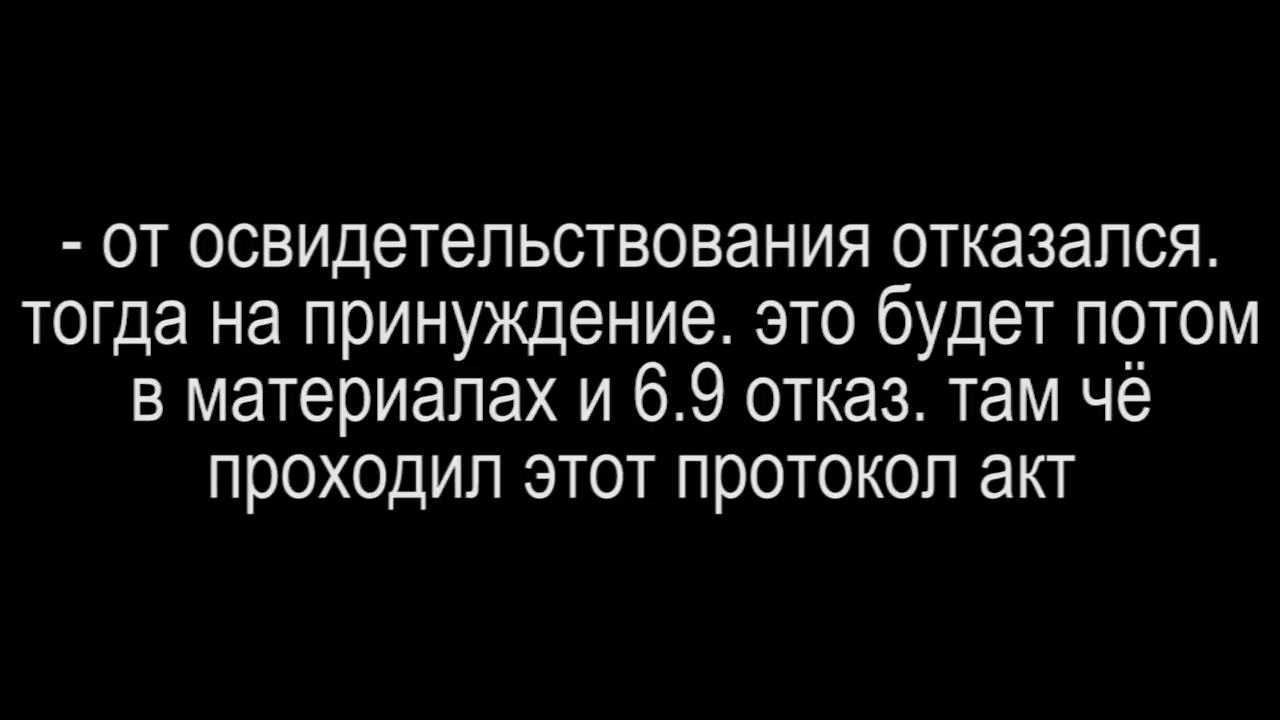 - от освидетельствования отказался.
тогда на принуждение. это будет потом
в материалах и 6.9 отказ. там чё
проходил этот протокол акт